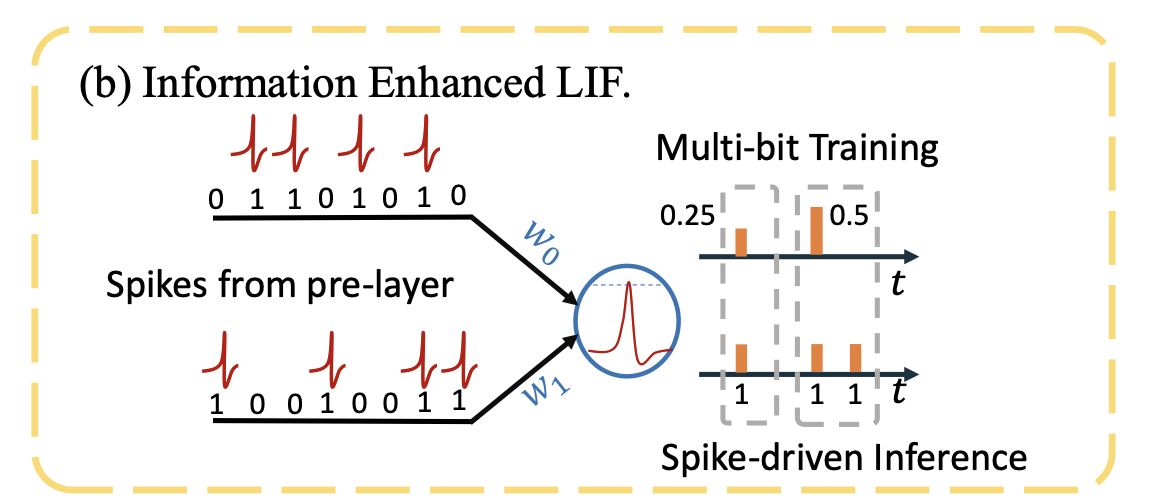 (b) Information Enhanced LIF.
0 1 1 0 1 0 1 0
W0
Spikes from pre-layer
1 0 0 1 0 0 1 1
W1
Multi-bit Training
0.25 0.5
t
1 1 1 t
Spike-driven Inference